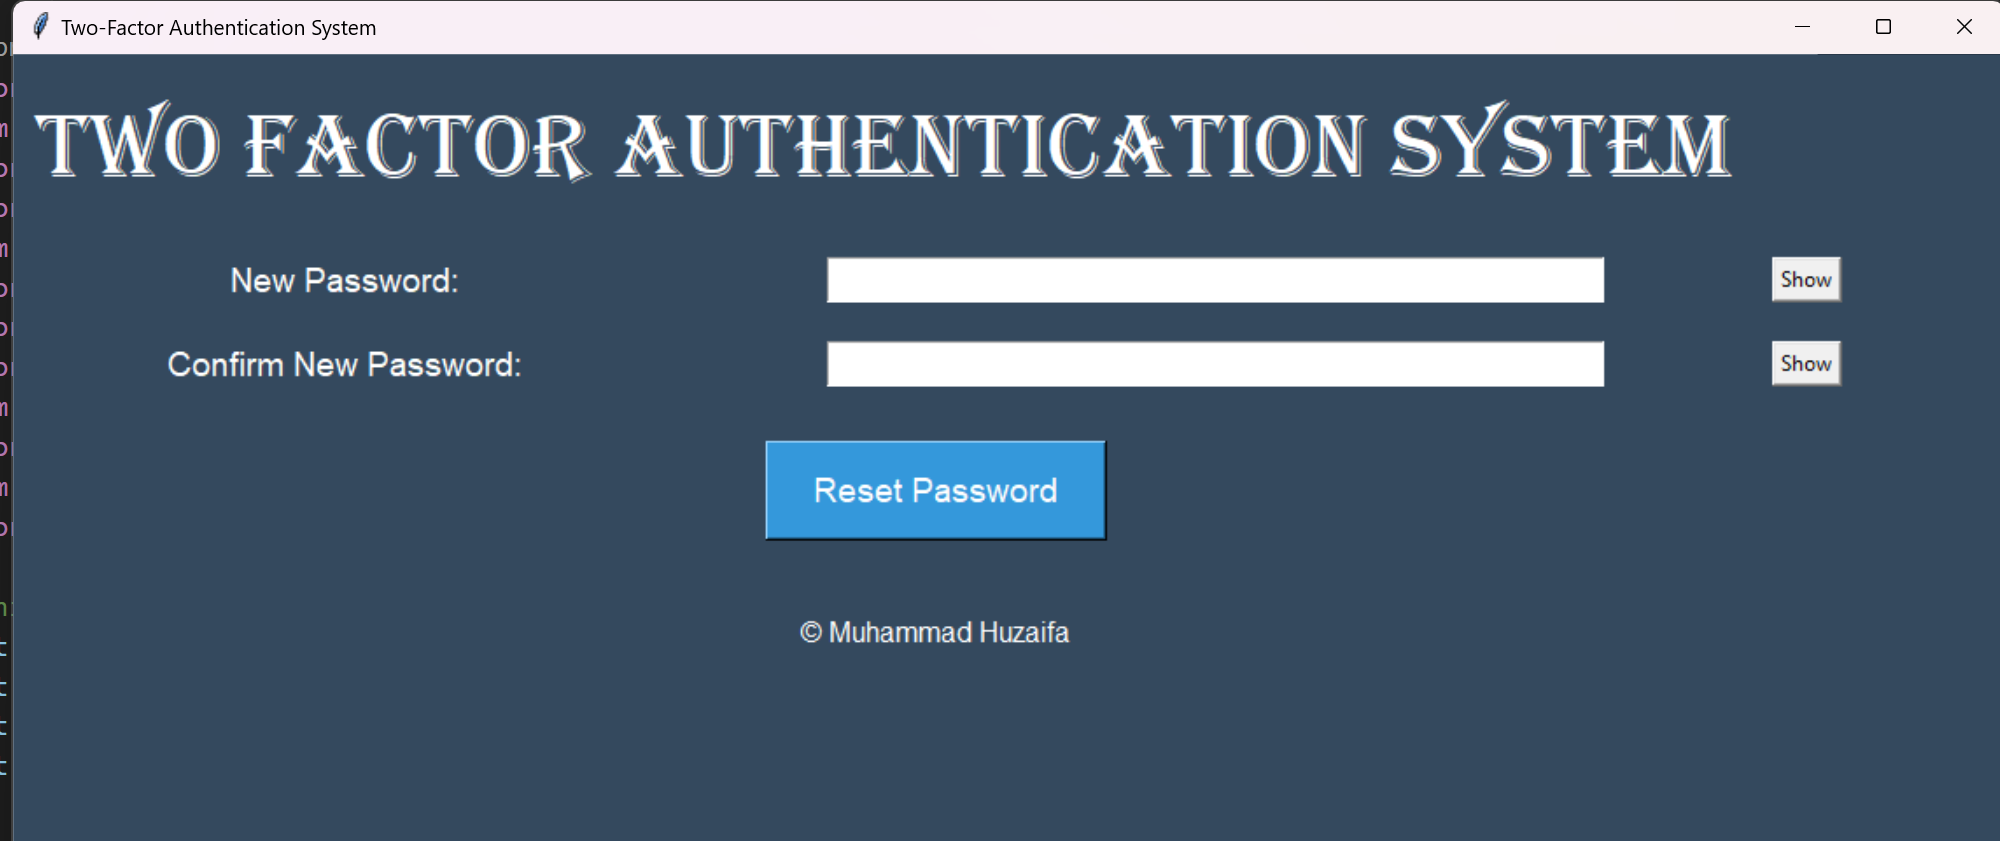 Two-Factor Authentication System
TWO FACTOR AUTHENTICATION SYSTEM
New Password:
Show
Confirm New Password:
Show
Reset Password
© Muhammad Huzaifa